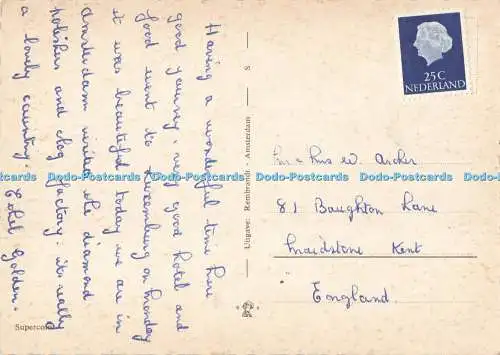 Having a wonderful time here
good journey. very good hotel and
food went to Luxemburg on Monday
it was beautiful today we are in
Amsterdam visited the diamond
polishers and clog factory. its really
a lovely country.
Ethel Golden.
Supercolor
Uitgave: Rembrandt - Amsterdam
S
25 C
NEDERLAND
Mr & Mrs W. Archer
81 Boughton Lane
Maidstone Kent
England.
Dodo-Postcards Dodo-Postcards Dodo-Postcards
Dodo-Postcards Dodo-Postcards Dodo-Postcards